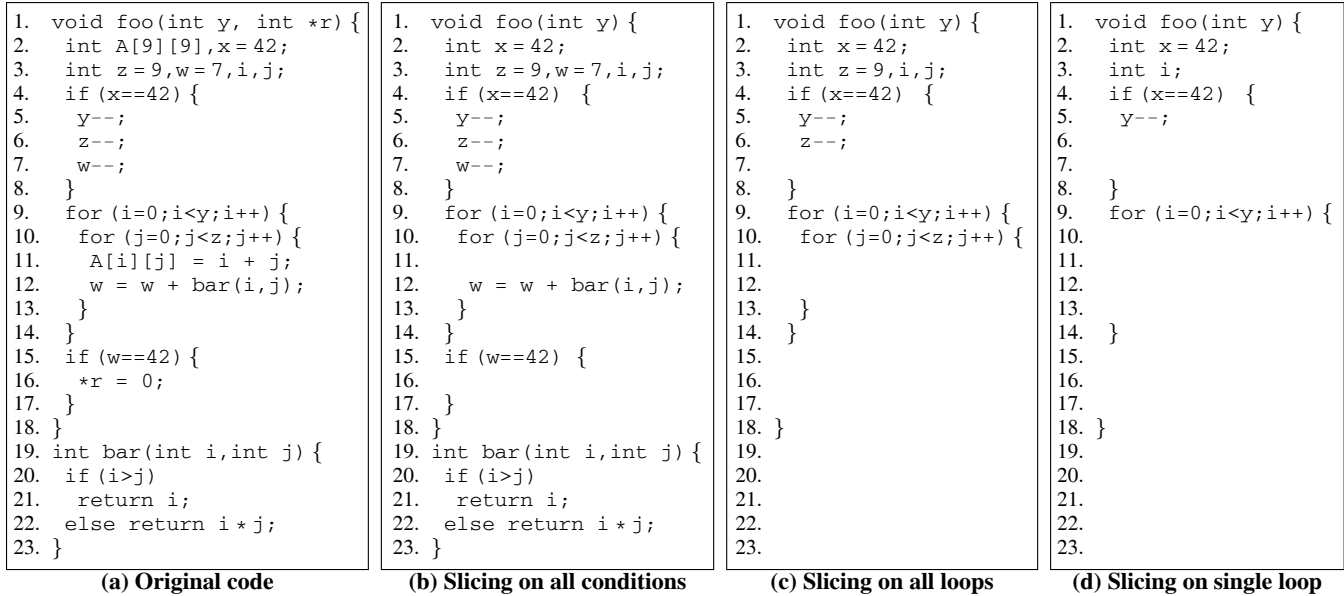 1. void foo(int y, int *r) {
2. int A[9][9],x = 42;
3. int z = 9,w = 7,i,j;
4. if (x==42) {
5. y--;
6. z--;
7. w--;
8. }
9. for (i=0;i<y;i++) {
10. for (j=0;j<z;j++) {
11. A[i][j] = i + j;
12. w = w + bar(i,j);
13. }
14. }
15. if (w==42) {
16. *r = 0;
17. }
18. }
19. int bar(int i,int j) {
20. if (i>j)
21. return i;
22. else return i * j;
23. }
(a) Original code
1. void foo(int y) {
2. int x = 42;
3. int z = 9,w = 7,i,j;
4. if (x==42) {
5. y--;
6. z--;
7. w--;
8. }
9. for (i=0;i<y;i++) {
10. for (j=0;j<z;j++) {
11.
12. w = w + bar(i,j);
13. }
14. }
15. if (w==42) {
16.
17. }
18. }
19. int bar(int i,int j) {
20. if (i>j)
21. return i;
22. else return i * j;
23. }
(b) Slicing on all conditions
1. void foo(int y) {
2. int x = 42;
3. int z = 9,i,j;
4. if (x==42) {
5. y--;
6. z--;
7.
8. }
9. for (i=0;i<y;i++) {
10. for (j=0;j<z;j++) {
11.
12.
13. }
14. }
15.
16.
17.
18. }
19.
20.
21.
22.
23.
(c) Slicing on all loops
1. void foo(int y) {
2. int x = 42;
3. int i;
4. if (x==42) {
5. y--;
6.
7.
8. }
9. for (i=0;i<y;i++) {
10.
11.
12.
13.
14. }
15.
16.
17.
18. }
19.
20.
21.
22.
23.
(d) Slicing on single loop